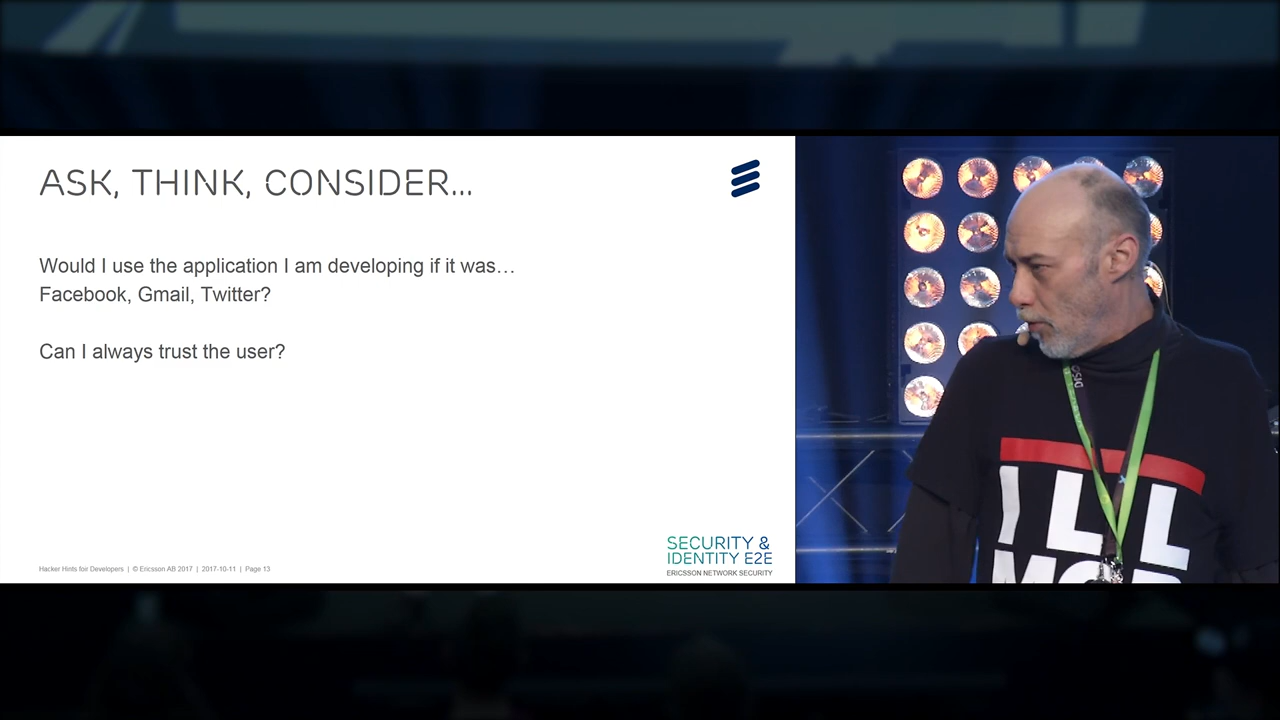 ASK, THINK, CONSIDER...
Would I use the application I am developing if it was…
Facebook, Gmail, Twitter?
Can I always trust the user?
SECURITY &
IDENTITY E2E
ERICSSON NETWORK SECURITY
Hacker Hints foir Developers | © Ericsson AB 2017 | 2017-10-11 | Page 13
I L L